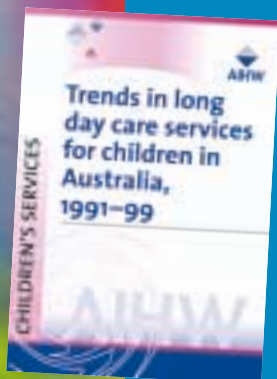 AIHW
Trends in long
day care services
for children in
Australia,
1991–99
CHILDREN'S SERVICES
AIHW